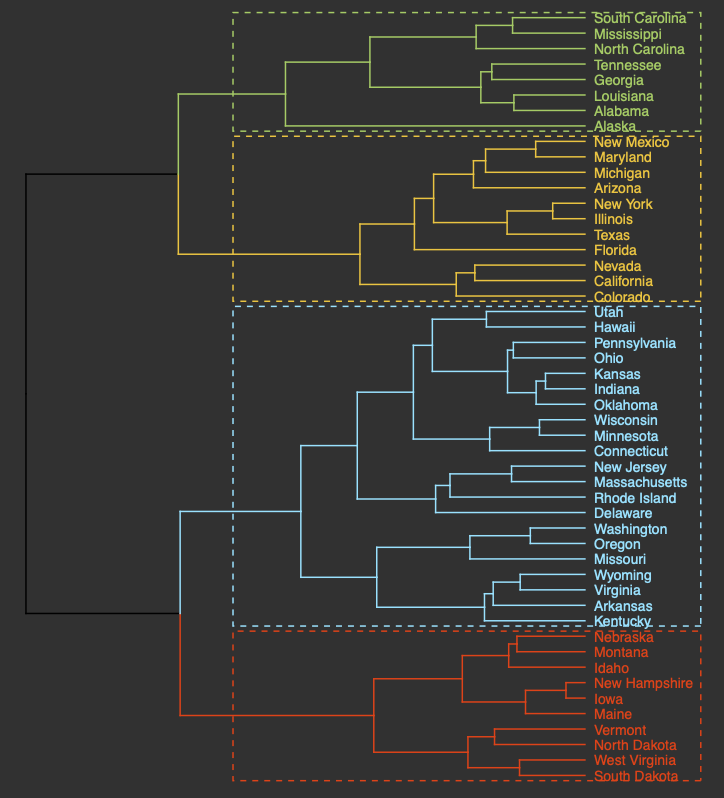 South Carolina
Mississippi
North Carolina
Tennessee
Georgia
Louisiana
Alabama
Alaska
New Mexico
Maryland
Michigan
Arizona
New York
Illinois
Texas
Florida
Nevada
California
Colorado
Utah
Hawaii
Pennsylvania
Ohio
Kansas
Indiana
Oklahoma
Wisconsin
Minnesota
Connecticut
New Jersey
Massachusetts
Rhode Island
Delaware
Washington
Oregon
Missouri
Wyoming
Virginia
Arkansas
Kentucky
Nebraska
Montana
Idaho
New Hampshire
Iowa
Maine
Vermont
North Dakota
West Virginia
South Dakota